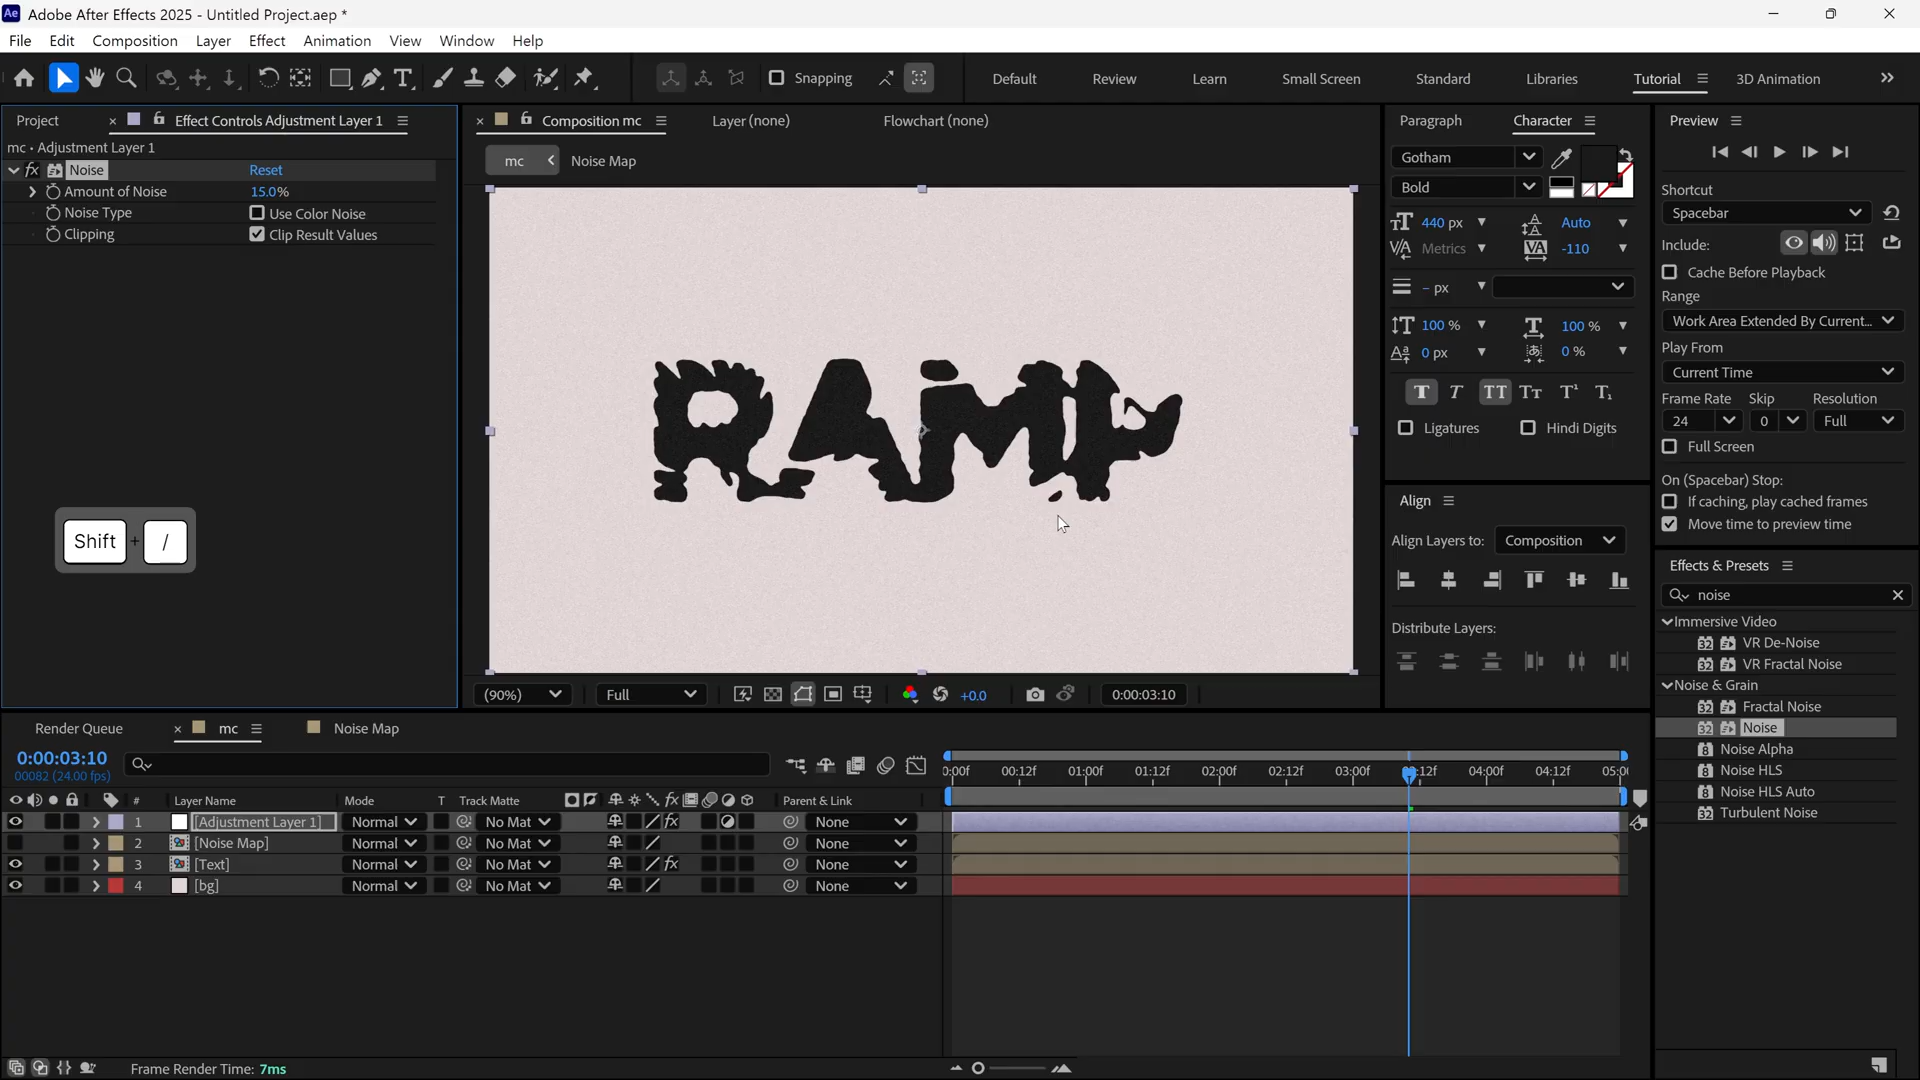 Adobe After Effects 2025 - Untitled Project.aep *
File Edit Composition Layer Effect Animation View Window Help
Snapping Default Review Learn Small Screen Standard Libraries Tutorial 3D Animation
Project Effect Controls Adjustment Layer 1
mc • Adjustment Layer 1
fx Noise Reset
Amount of Noise 15.0%
Noise Type Use Color Noise
Clipping Clip Result Values
Shift + /
Composition mc Layer (none) Flowchart (none)
mc Noise Map
RAMP
(90%) Full +0.0 0:00:03:10
Paragraph Character
Gotham
Bold
440 px Auto
Metrics -110
- px
100 % 100 %
0 px 0 %
Ligatures Hindi Digits
Align
Align Layers to: Composition
Distribute Layers:
Preview
Shortcut
Spacebar
Include:
Cache Before Playback
Range
Work Area Extended By Current...
Play From
Current Time
Frame Rate Skip Resolution
24 0 Full
Full Screen
On (Spacebar) Stop:
If caching, play cached frames
Move time to preview time
Effects & Presets
noise
Immersive Video
VR De-Noise
VR Fractal Noise
Noise & Grain
Fractal Noise
Noise
Noise Alpha
Noise HLS
Noise HLS Auto
Turbulent Noise
Render Queue mc Noise Map
0:00:03:10
00082 (24.00 fps)
0:00f 00:12f 01:00f 01:12f 02:00f 02:12f 03:00f 03:12f 04:00f 04:12f 05:00f
# Layer Name Mode T Track Matte fx Parent & Link
1 [Adjustment Layer 1] Normal No Mat fx None
2 [Noise Map] Normal No Mat None
3 [Text] Normal No Mat fx None
4 [bg] Normal No Mat None
Frame Render Time: 7ms